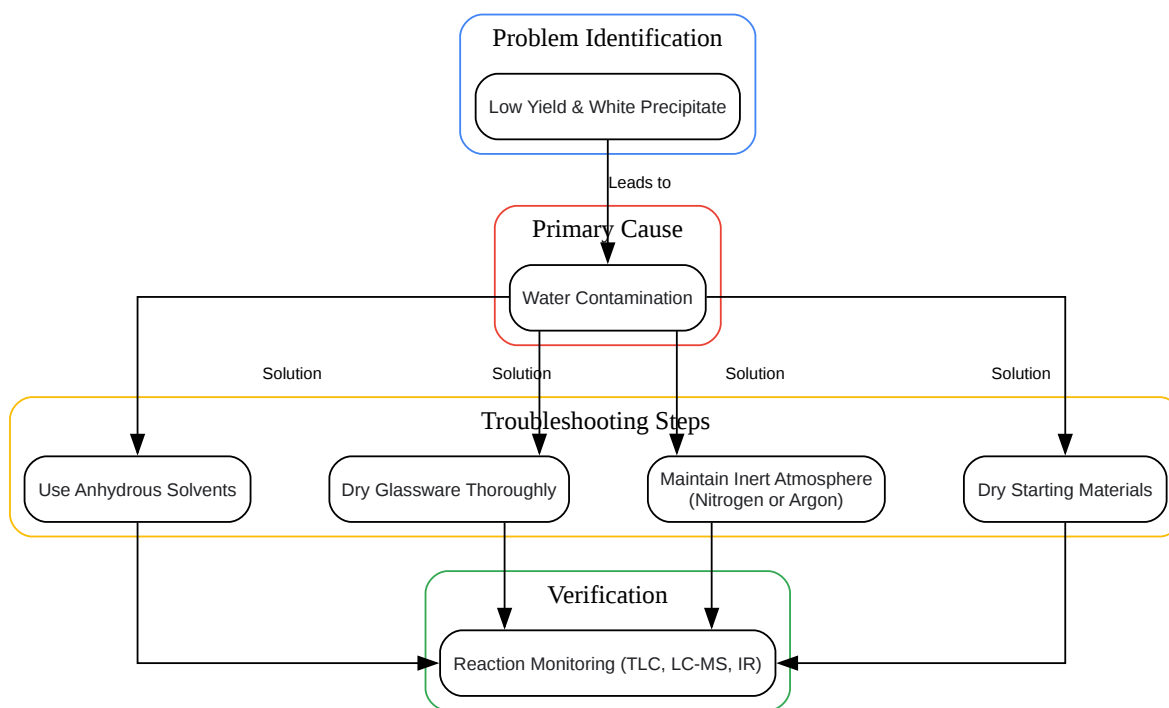 Problem Identification
Low Yield & White Precipitate
Leads to
Primary Cause
Water Contamination
Solution
Solution
Solution
Solution
Troubleshooting Steps
Use Anhydrous Solvents
Dry Glassware Thoroughly
Maintain Inert Atmosphere
(Nitrogen or Argon)
Dry Starting Materials
Verification
Reaction Monitoring (TLC, LC-MS, IR)